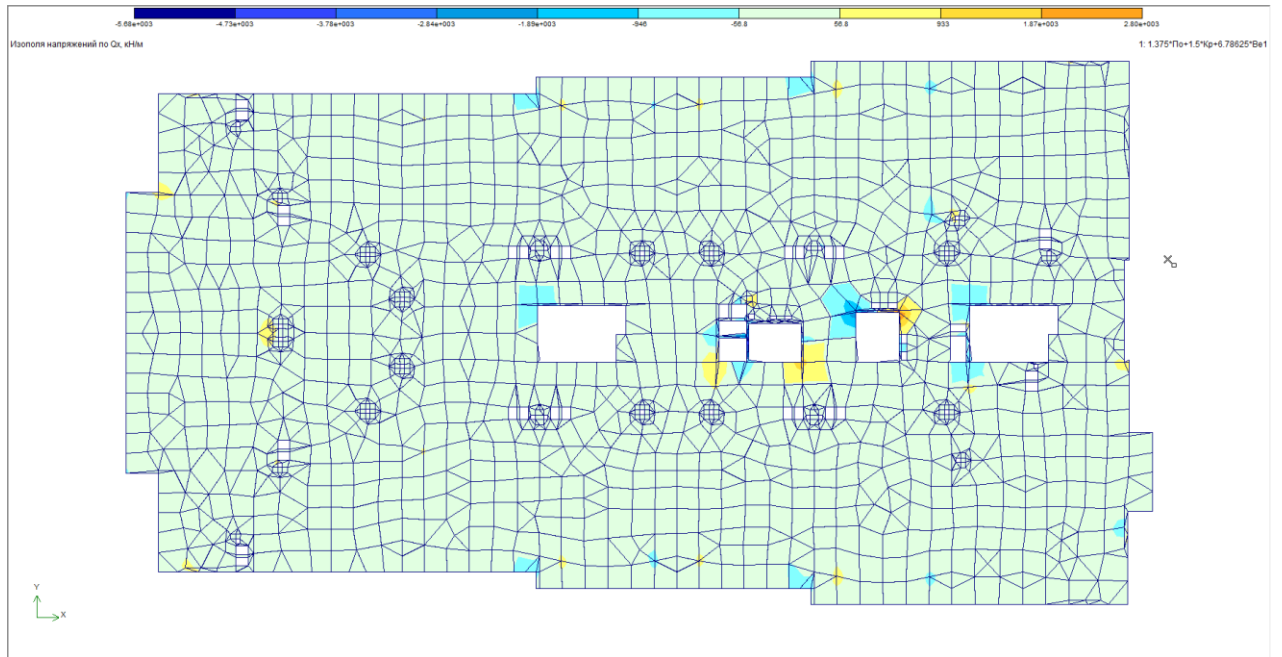 -5.68e+003 -4.73e+003 -3.78e+003 -2.84e+003 -1.89e+003 -946 -56.8 56.8 933 1.87e+003 2.80e+003
Изополя напряжений по Qx, кН/м
1: 1.375*По+1.5*Кр+6.78625*Ве1
Y
X